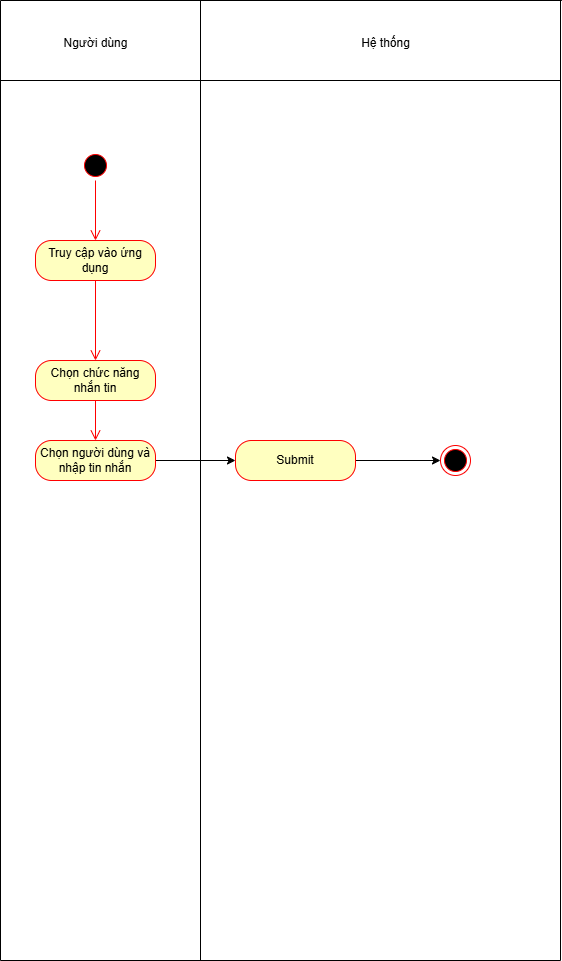 Người dùng
Hệ thống
Truy cập vào ứng
dụng
Chọn chức năng
nhắn tin
Chọn người dùng và
nhập tin nhắn
Submit